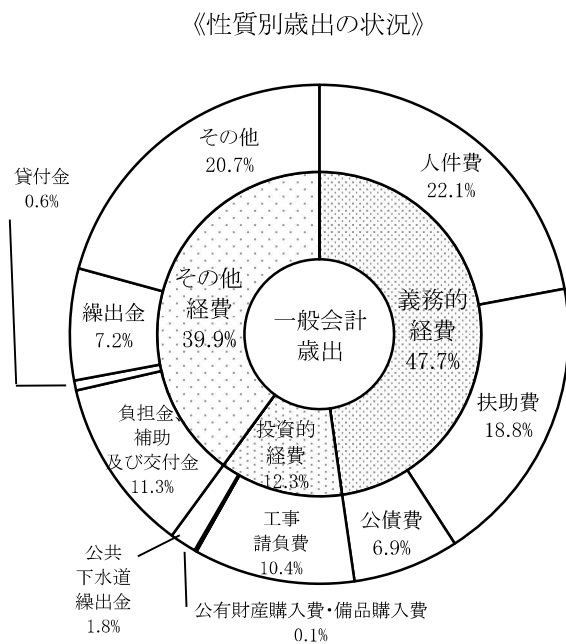 《性質別歳出の状況》
その他
20.7%
人件費
22.1%
貸付金
0.6%
その他
経費
39.9%
義務的
経費
47.7%
一般会計
歳出
繰出金
7.2%
扶助費
18.8%
負担金、
補助
及び交付金
11.3%
投資的
経費
12.3%
工事
請負費
10.4%
公債費
6.9%
公共
下水道
繰出金
1.8%
公有財産購入費・備品購入費
0.1%